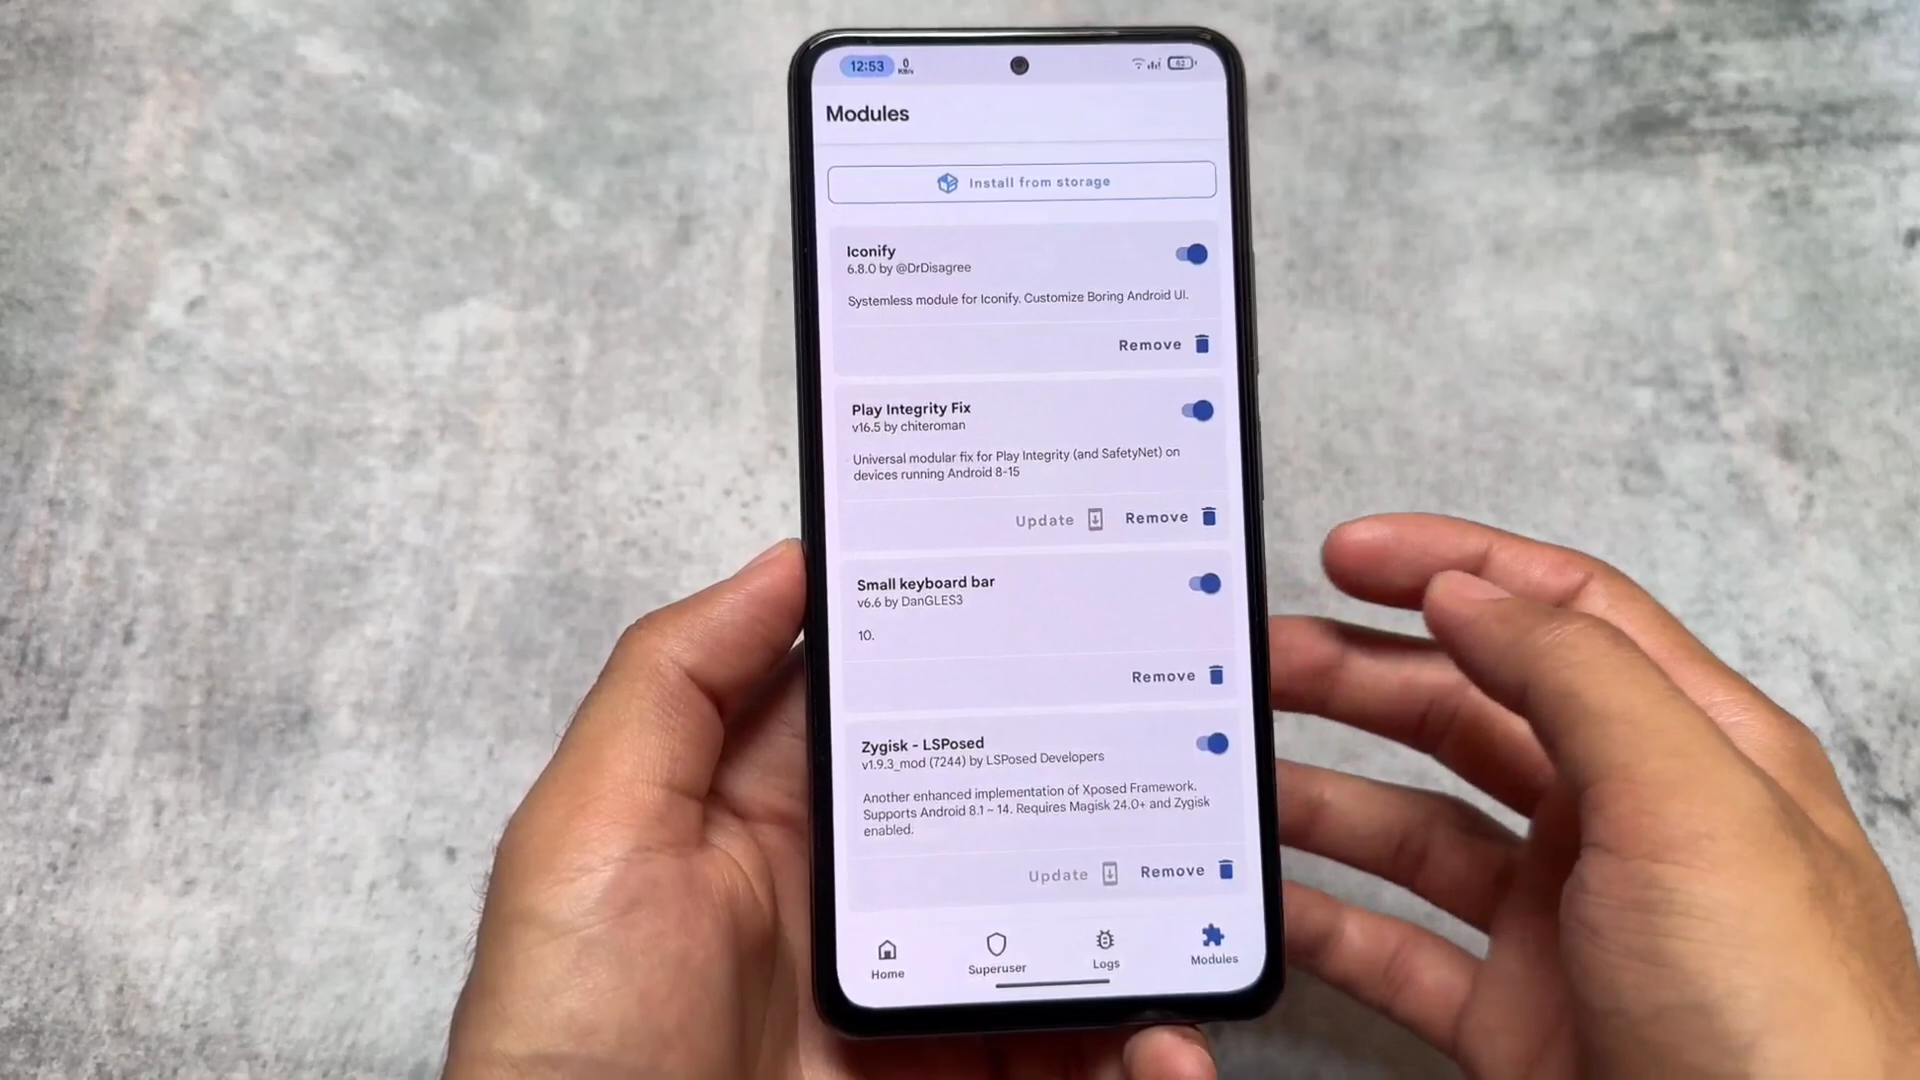 12:53
0
KB/s
62
Modules
Install from storage
Iconify
6.8.0 by @DrDisagree
Systemless module for Iconify. Customize Boring Android UI.
Remove
Play Integrity Fix
v16.5 by chiteroman
Universal modular fix for Play Integrity (and SafetyNet) on
devices running Android 8-15
Update Remove
Small keyboard bar
v6.6 by DanGLES3
10.
Remove
Zygisk - LSPosed
v1.9.3_mod (7244) by LSPosed Developers
Another enhanced implementation of Xposed Framework.
Supports Android 8.1 ~ 14. Requires Magisk 24.0+ and Zygisk
enabled.
Update Remove
Home Superuser Logs Modules